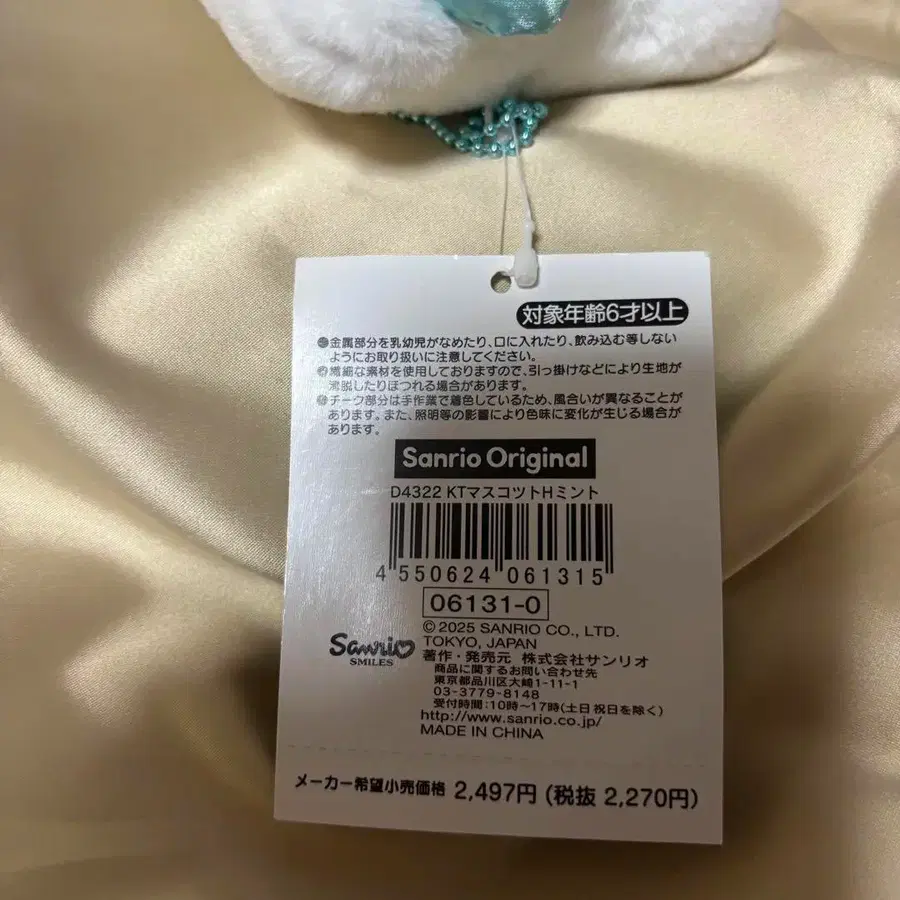 対象年齢6才以上
金属部分を乳幼児がなめたり、口に入れたり、飲み込む等しない
ようにお取り扱いに注意してください。
繊細な素材を使用しておりますので、引っ掛けなどにより生地が
滑脱したりほつれる場合があります。
チーク部分は手作業で着色しているため、風合いが異なることが
あります。また、照明等の影響により色味に変化が生じる場合が
あります。
Sanrio Original
D4322 KTマスコツトHミント
4 550624 061315
06131-0
© 2025 SANRIO CO., LTD.
TOKYO, JAPAN
著作・発売元 株式会社サンリオ
Sanrio
SMILES
商品に関するお問い合わせ先
東京都品川区大崎1-11-1
03-3779-8148
受付時間:10時〜17時(土日祝日を除く)
http://www.sanrio.co.jp/
MADE IN CHINA
メーカー希望小売価格 2,497円 (税抜 2,270円)